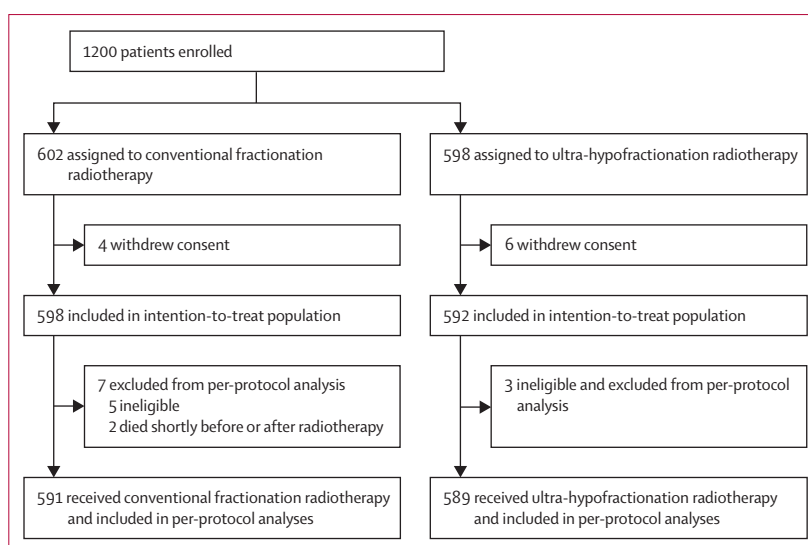 1200 patients enrolled
602 assigned to conventional fractionation
radiotherapy
598 assigned to ultra-hypofractionation radiotherapy
4 withdrew consent
6 withdrew consent
598 included in intention-to-treat population
592 included in intention-to-treat population
7 excluded from per-protocol analysis
5 ineligible
2 died shortly before or after radiotherapy
3 ineligible and excluded from per-protocol
analysis
591 received conventional fractionation radiotherapy
and included in per-protocol analyses
589 received ultra-hypofractionation radiotherapy
and included in per-protocol analyses